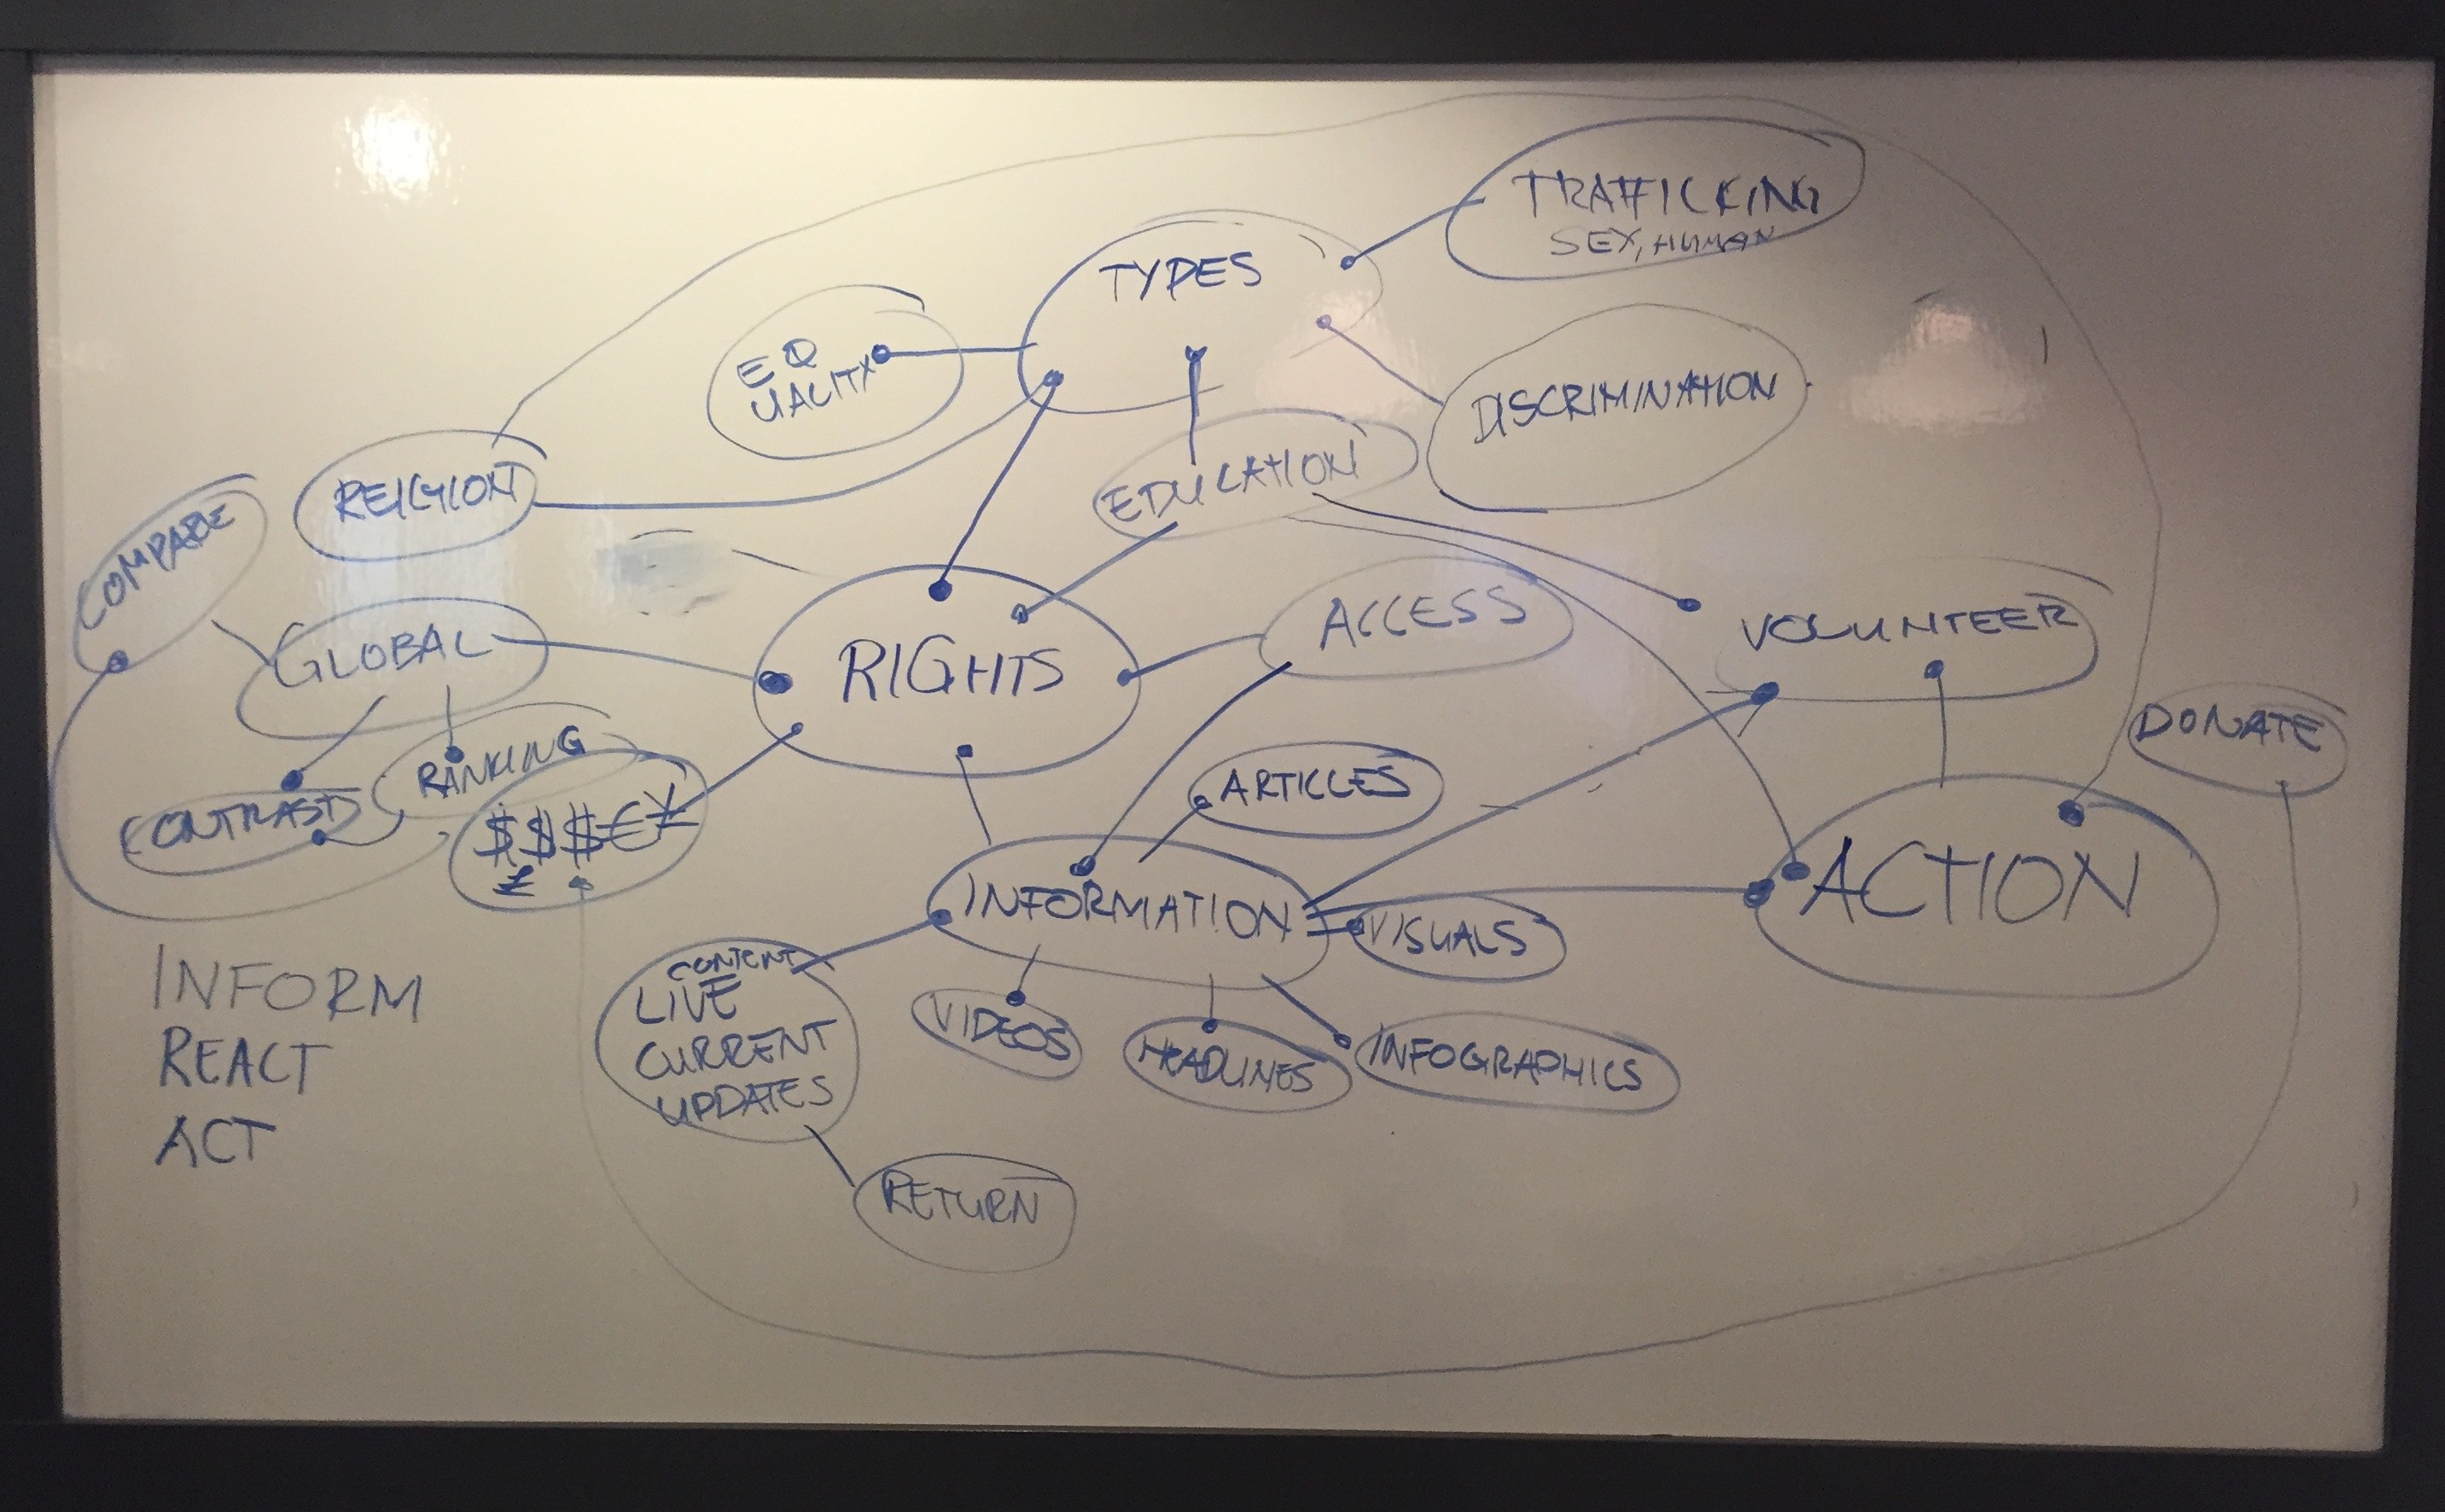 TRAFFICKING
SEX, HUMAN
TYPES
EQ
UALITY
DISCRIMINATION
RELIGION
EDUCATION
COMPARE
GLOBAL
RIGHTS
ACCESS
VOLUNTEER
DONATE
RANKING
CONTRAST
$$$€¥
£
ARTICLES
INFORMATION
VISUALS
ACTION
CONTENT
LIVE
CURRENT
UPDATES
VIDEOS
HEADLINES
INFOGRAPHICS
RETURN
INFORM
REACT
ACT